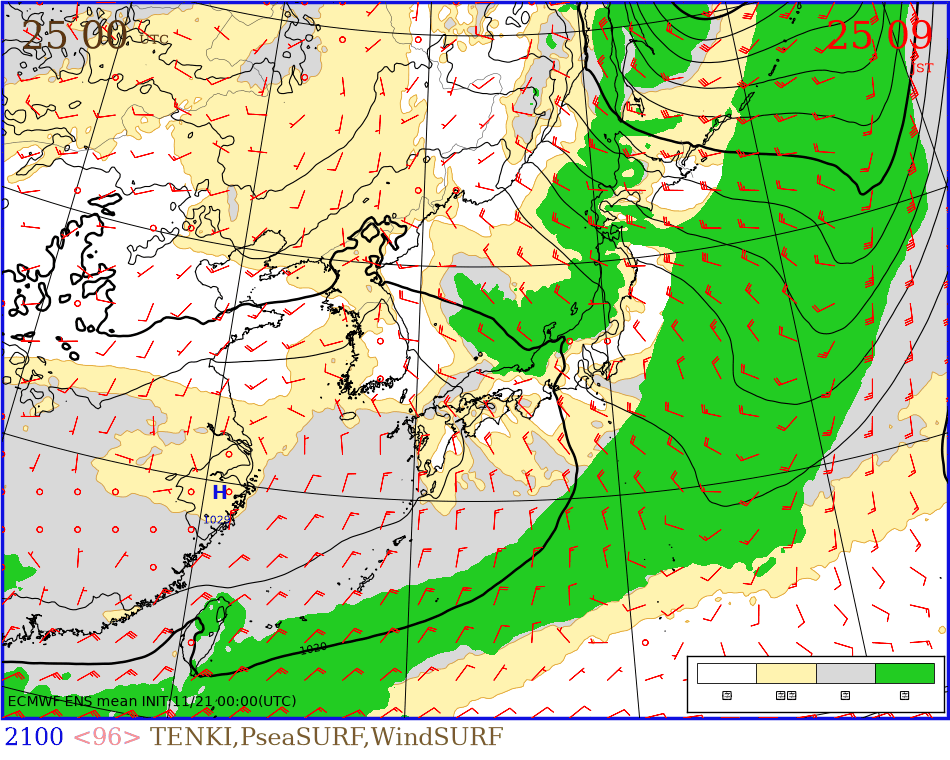 25 00 UTC
25 09
JST
H
1029
1020
ECMWF ENS mean INIT:11/21 00:00(UTC)
2100 <96> TENKI,PseaSURF,WindSURF